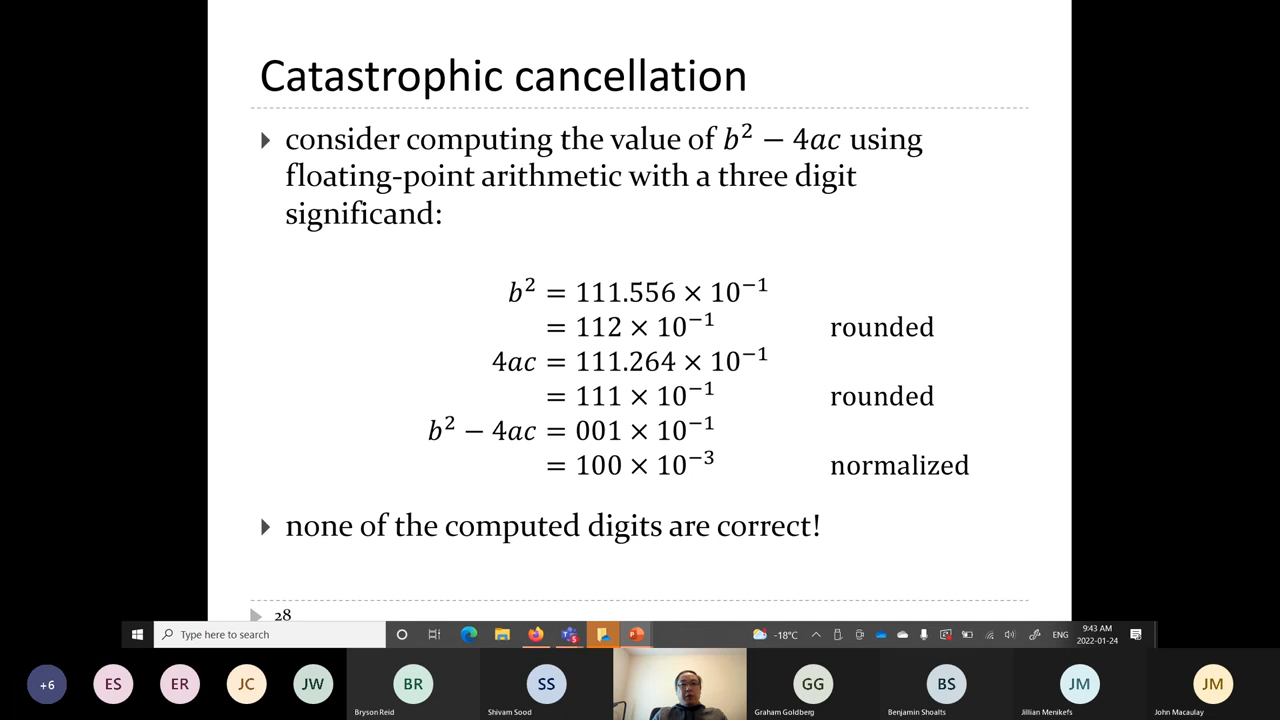 Catastrophic cancellation
consider computing the value of b² − 4ac using
floating-point arithmetic with a three digit
significand:
b² = 111.556 × 10⁻¹
= 112 × 10⁻¹ rounded
4ac = 111.264 × 10⁻¹
= 111 × 10⁻¹ rounded
b² − 4ac = 001 × 10⁻¹
= 100 × 10⁻³ normalized
none of the computed digits are correct!
28
Type here to search
-18°C
ENG
9:43 AM
2022-01-24
+6
ES
ER
JC
JW
BR
SS
GG
BS
JM
JM
Bryson Reid
Shivam Sood
Graham Goldberg
Benjamin Shoalts
Jillian Menikefs
John Macaulay